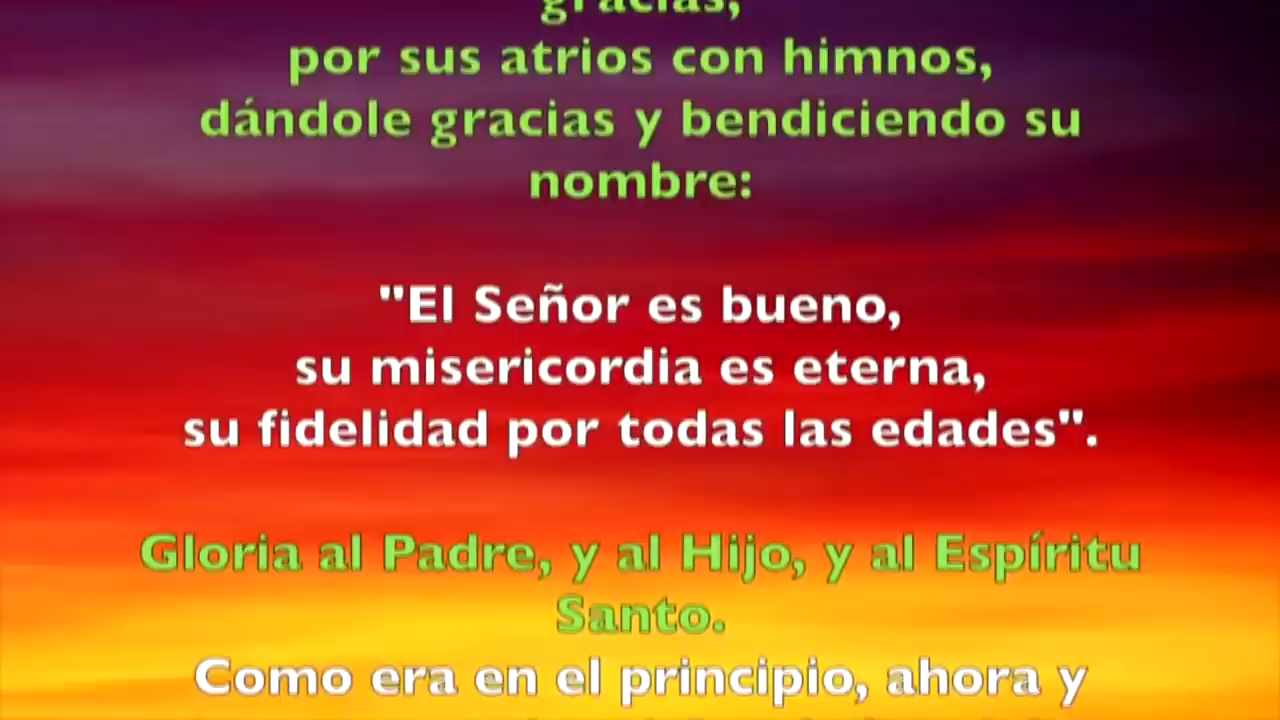 gracias,
por sus atrios con himnos,
dándole gracias y bendiciendo su
nombre:
"El Señor es bueno,
su misericordia es eterna,
su fidelidad por todas las edades".
Gloria al Padre, y al Hijo, y al Espíritu
Santo.
Como era en el principio, ahora y